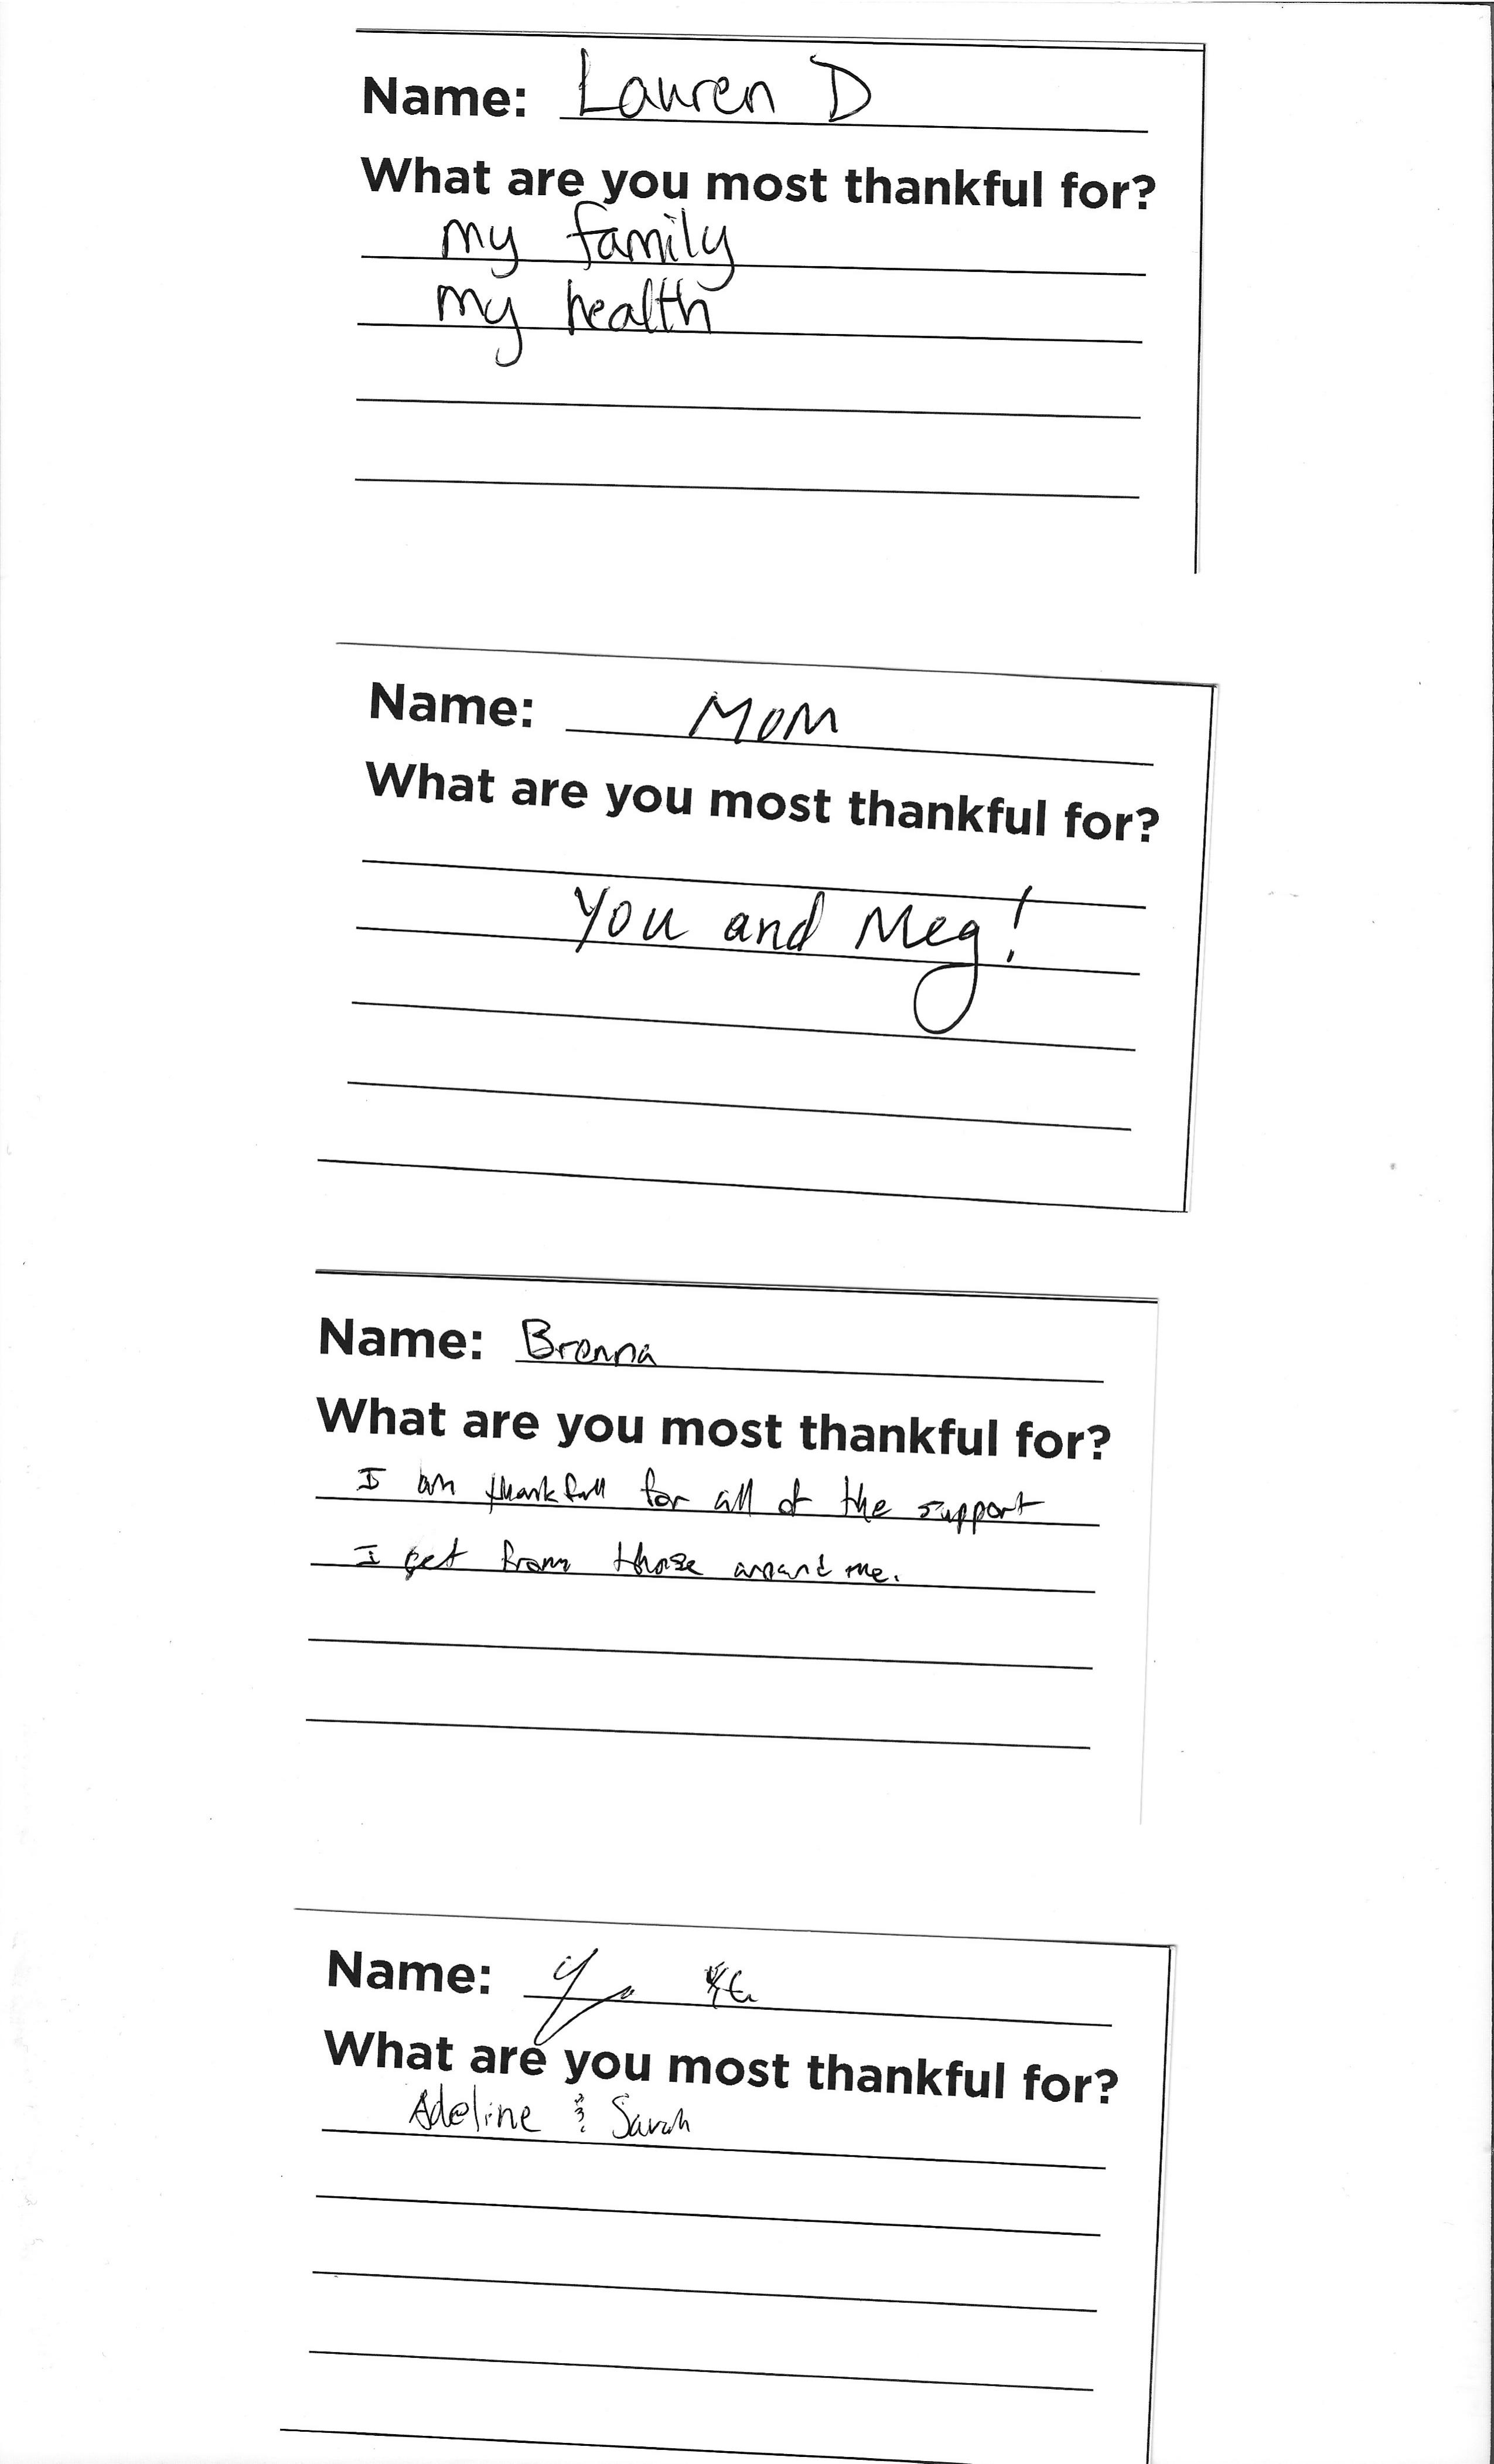 Name: Lauren D
What are you most thankful for?
my family
my health
Name: MOM
What are you most thankful for?
You and Meg!
Name: Brenna
What are you most thankful for?
I am thankfull for all of the support
I get from those around me.
Name:
What are you most thankful for?
Adeline & Sarah